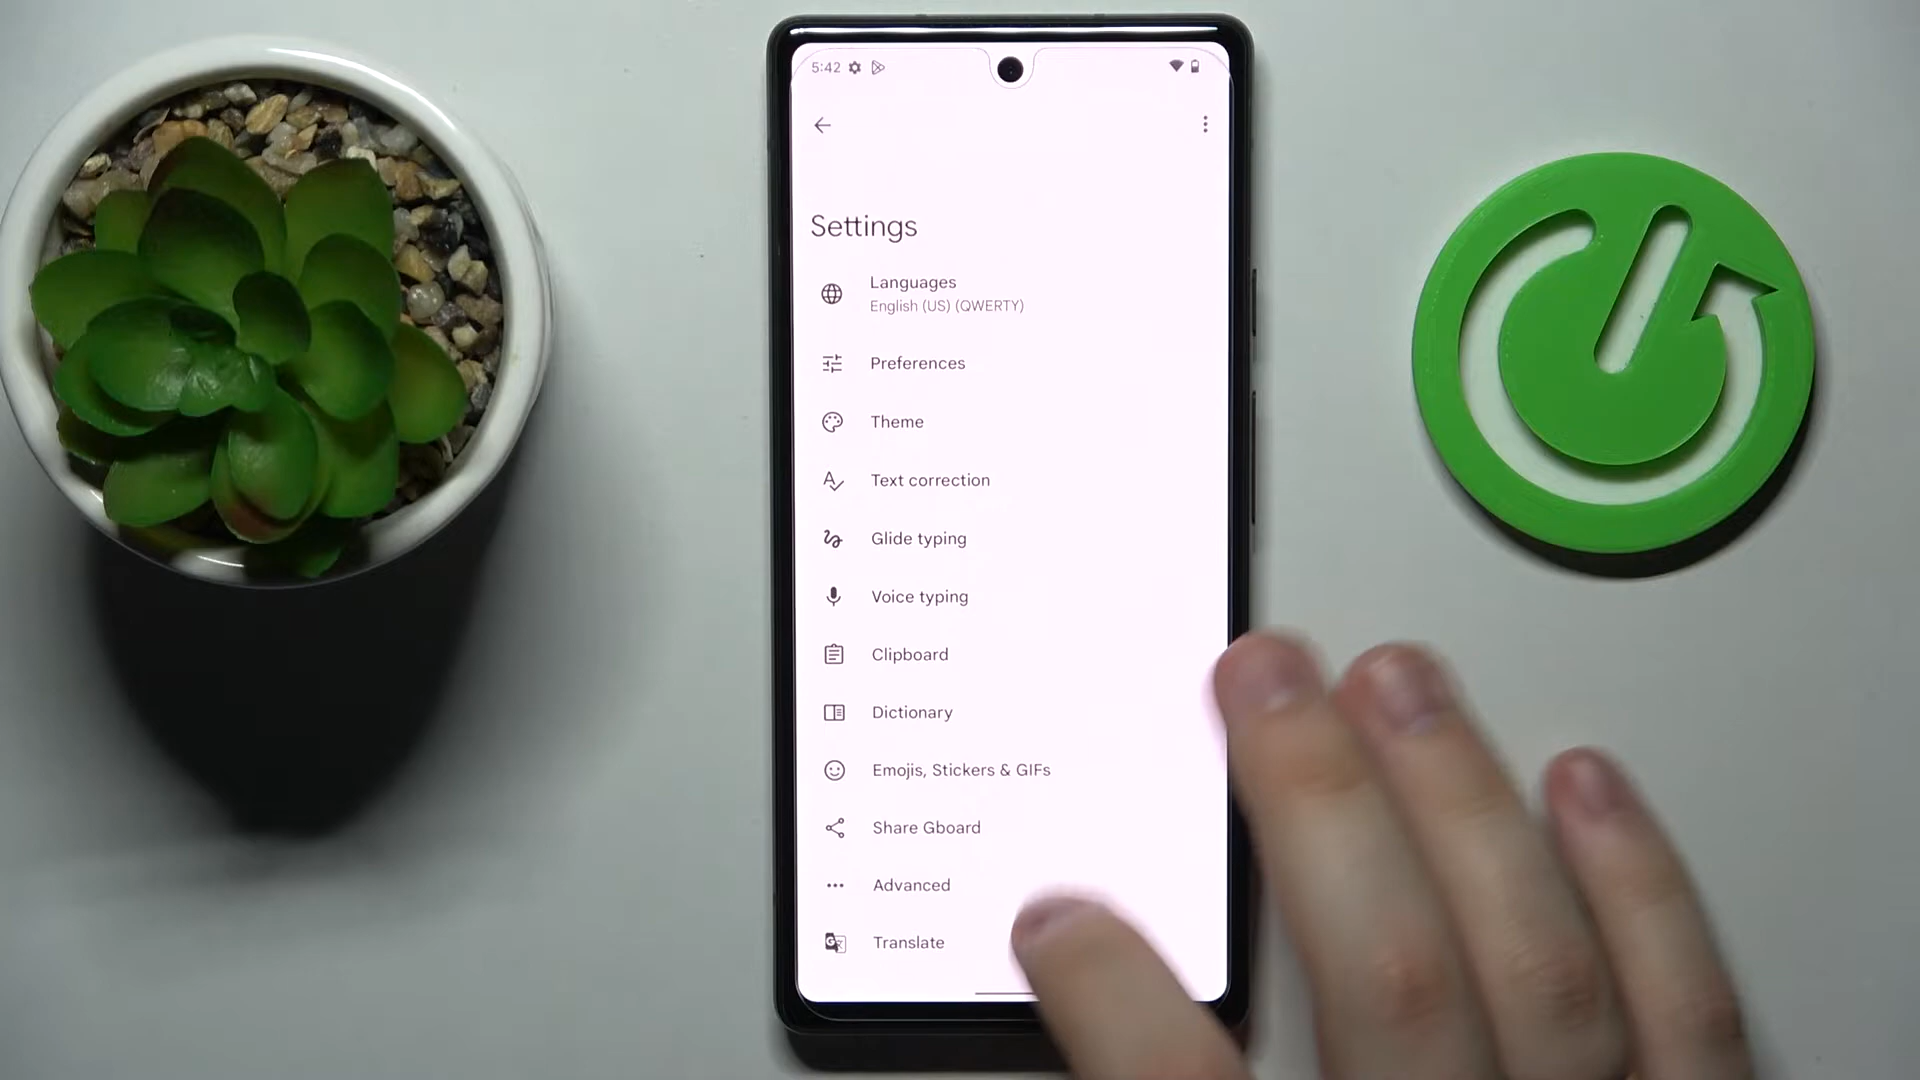 5:42
Settings
Languages
English (US) (QWERTY)
Preferences
Theme
Text correction
Glide typing
Voice typing
Clipboard
Dictionary
Emojis, Stickers & GIFs
Share Gboard
Advanced
Translate